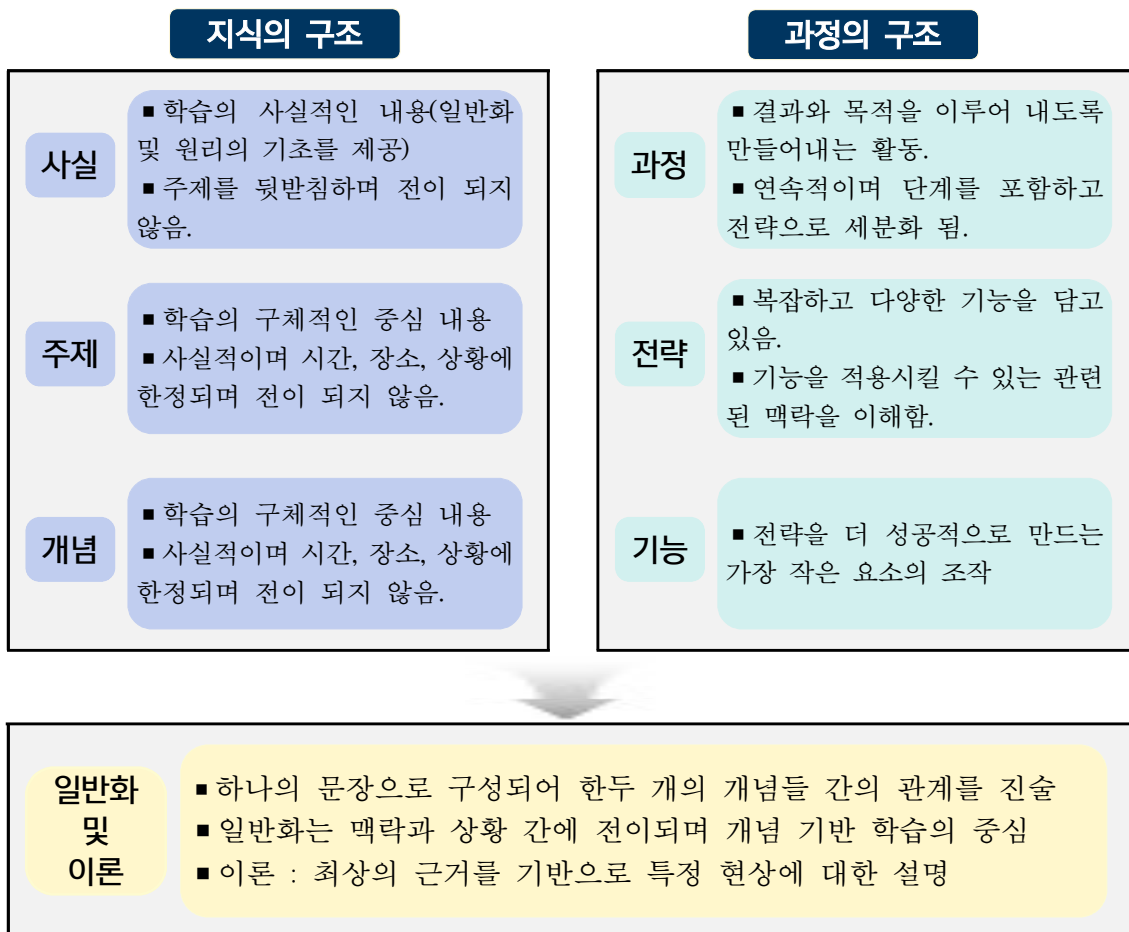 지식의 구조
사실
■ 학습의 사실적인 내용(일반화
및 원리의 기초를 제공)
■ 주제를 뒷받침하며 전이 되지
않음.
주제
■ 학습의 구체적인 중심 내용
■ 사실적이며 시간, 장소, 상황에
한정되며 전이 되지 않음.
개념
■ 학습의 구체적인 중심 내용
■ 사실적이며 시간, 장소, 상황에
한정되며 전이 되지 않음.
과정의 구조
과정
■ 결과와 목적을 이루어 내도록
만들어내는 활동.
■ 연속적이며 단계를 포함하고
전략으로 세분화 됨.
전략
■ 복잡하고 다양한 기능을 담고
있음.
■ 기능을 적용시킬 수 있는 관련
된 맥락을 이해함.
기능
■ 전략을 더 성공적으로 만드는
가장 작은 요소의 조작
일반화
및
이론
■ 하나의 문장으로 구성되어 한두 개의 개념들 간의 관계를 진술
■ 일반화는 맥락과 상황 간에 전이되며 개념 기반 학습의 중심
■ 이론 : 최상의 근거를 기반으로 특정 현상에 대한 설명